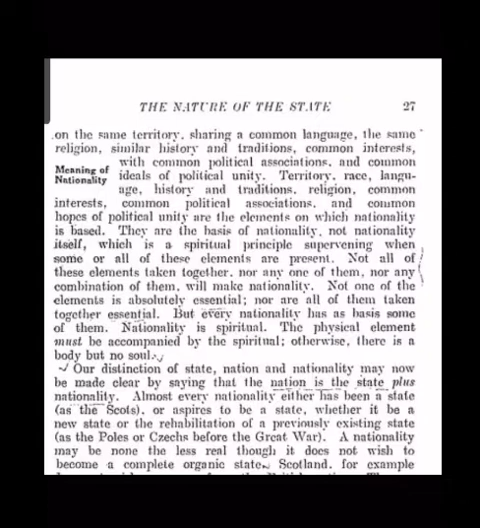 THE NATURE OF THE STATE 27
on the same territory, sharing a common language, the same
religion, similar history and traditions, common interests,
with common political associations, and common
Meaning of
Nationality
ideals of political unity. Territory, race, langu-
age, history and traditions, religion, common
interests, common political associations, and common
hopes of political unity are the elements on which nationality
is based. They are the basis of nationality, not nationality
itself, which is a spiritual principle supervening when
some or all of these elements are present. Not all of
these elements taken together, nor any one of them, nor any
combination of them, will make nationality. Not one of the
elements is absolutely essential; nor are all of them taken
together essential. But every nationality has as basis some
of them. Nationality is spiritual. The physical element
must be accompanied by the spiritual; otherwise, there is a
body but no soul.
Our distinction of state, nation and nationality may now
be made clear by saying that the nation is the state plus
nationality. Almost every nationality either has been a state
(as the Scots), or aspires to be a state, whether it be a
new state or the rehabilitation of a previously existing state
(as the Poles or Czechs before the Great War). A nationality
may be none the less real though it does not wish to
become a complete organic state. Scotland, for example